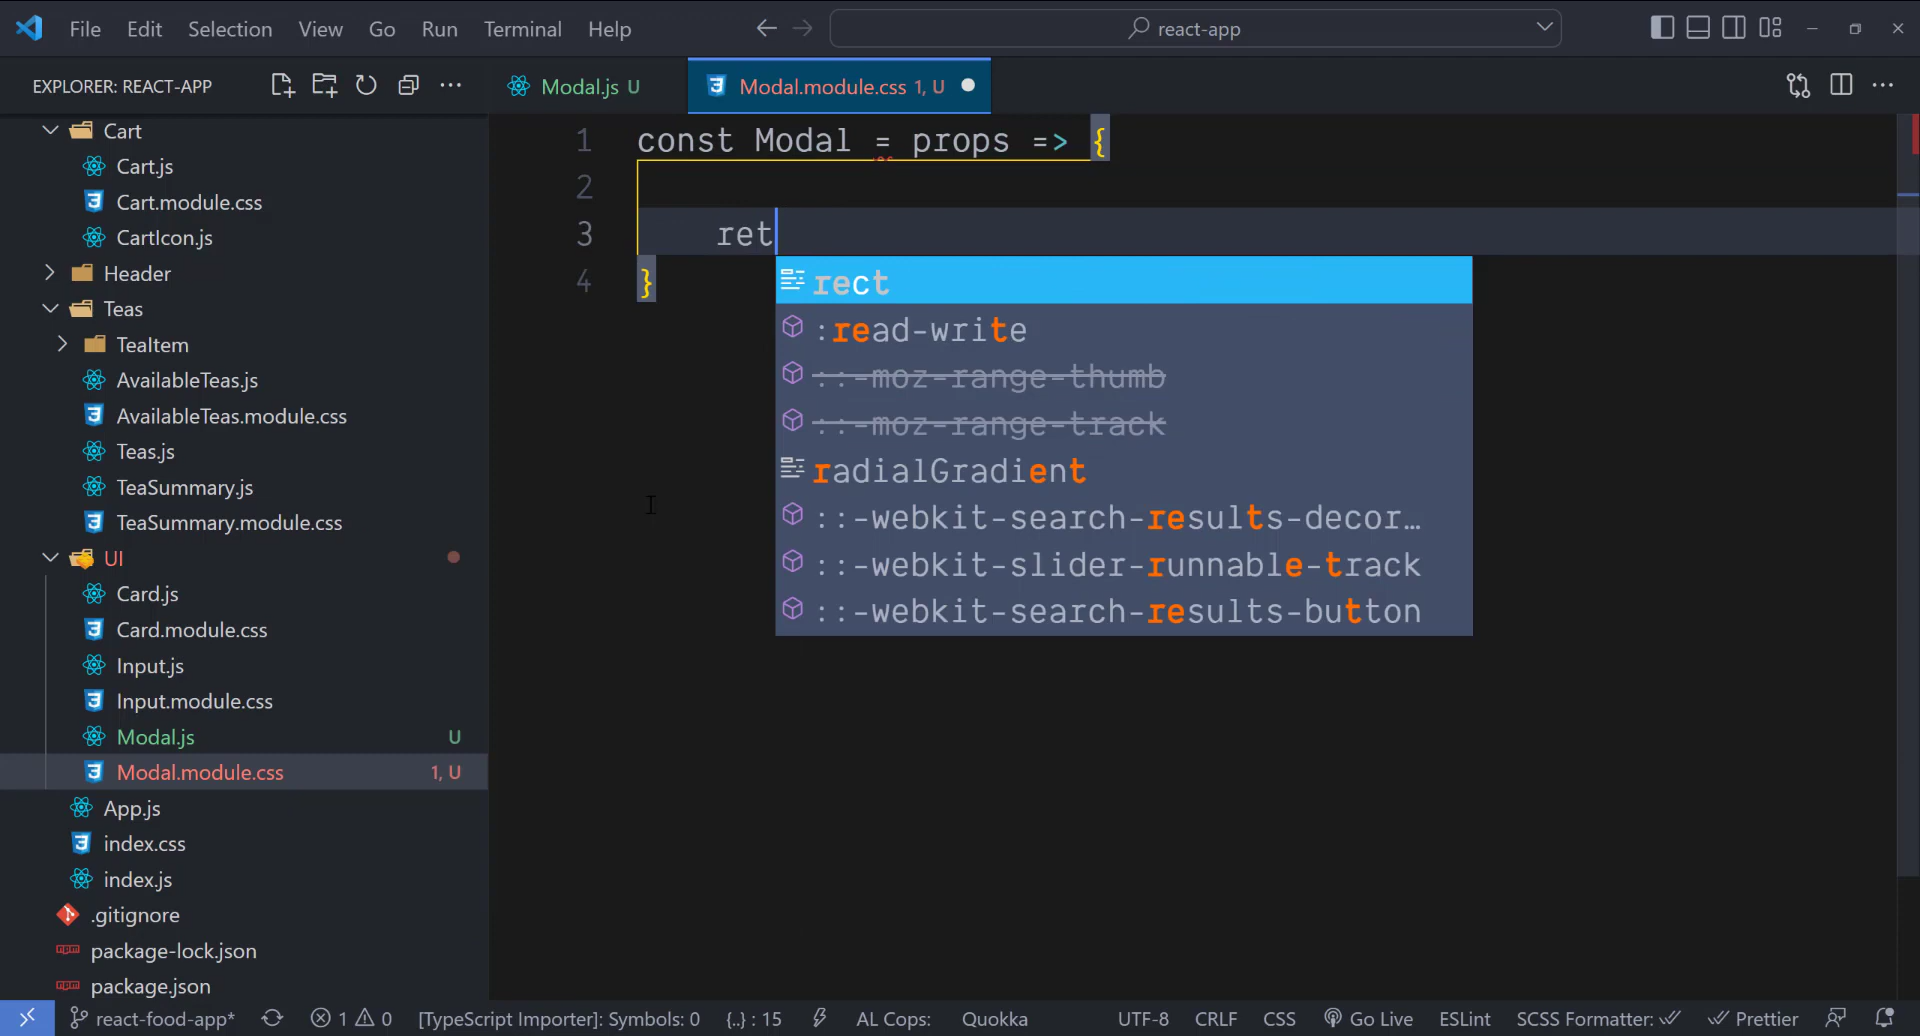 File Edit Selection View Go Run Terminal Help
react-app
EXPLORER: REACT-APP
Modal.js U
Modal.module.css 1, U
Cart
Cart.js
Cart.module.css
CartIcon.js
Header
Teas
TeaItem
AvailableTeas.js
AvailableTeas.module.css
Teas.js
TeaSummary.js
TeaSummary.module.css
UI
Card.js
Card.module.css
Input.js
Input.module.css
Modal.js U
Modal.module.css 1, U
App.js
index.css
index.js
.gitignore
package-lock.json
package.json
1 const Modal = props => {
2
3 ret
4 }
rect
:read-write
::-moz-range-thumb
::-moz-range-track
radialGradient
::-webkit-search-results-decor…
::-webkit-slider-runnable-track
::-webkit-search-results-button
react-food-app* 1 0 [TypeScript Importer]: Symbols: 0 {..} : 15 AL Cops: Quokka UTF-8 CRLF CSS Go Live ESLint SCSS Formatter: Prettier